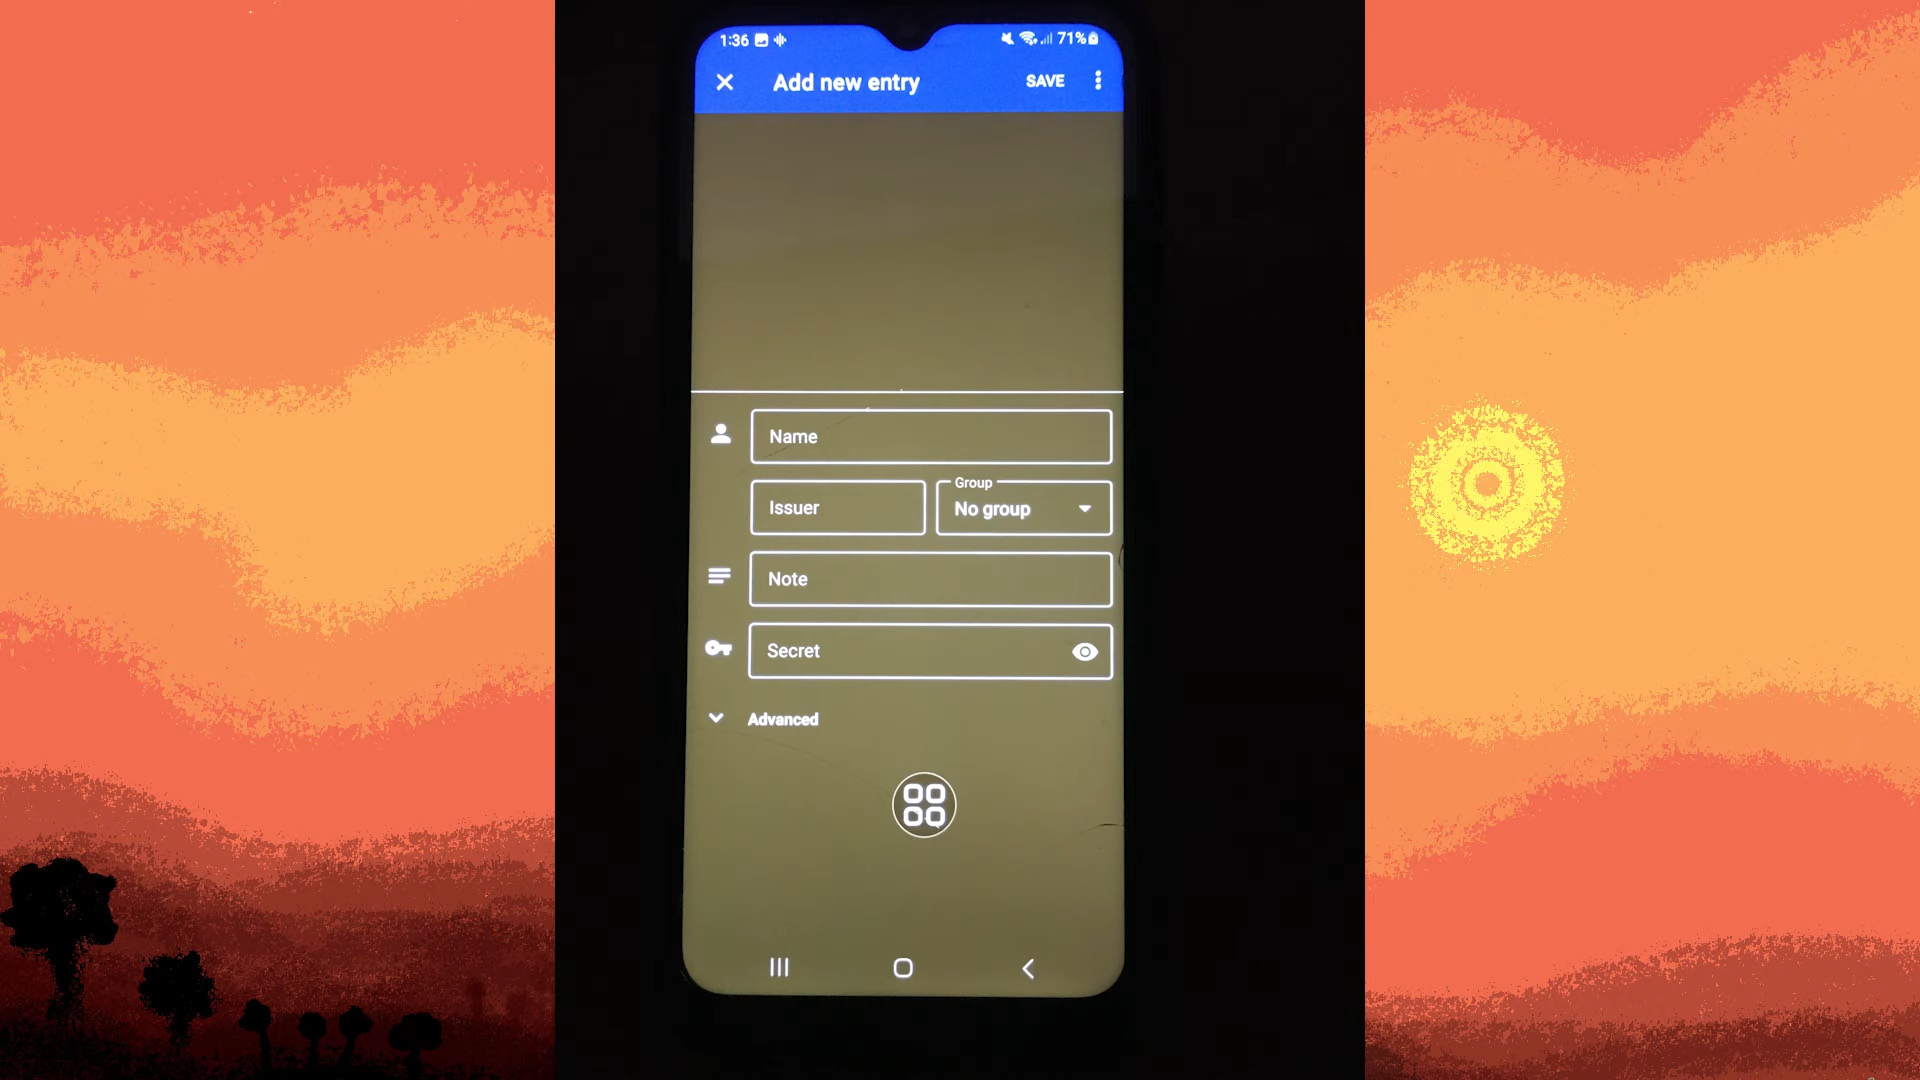 1:36 71%
Add new entry SAVE
Name
Group
Issuer No group
Note
Secret
Advanced